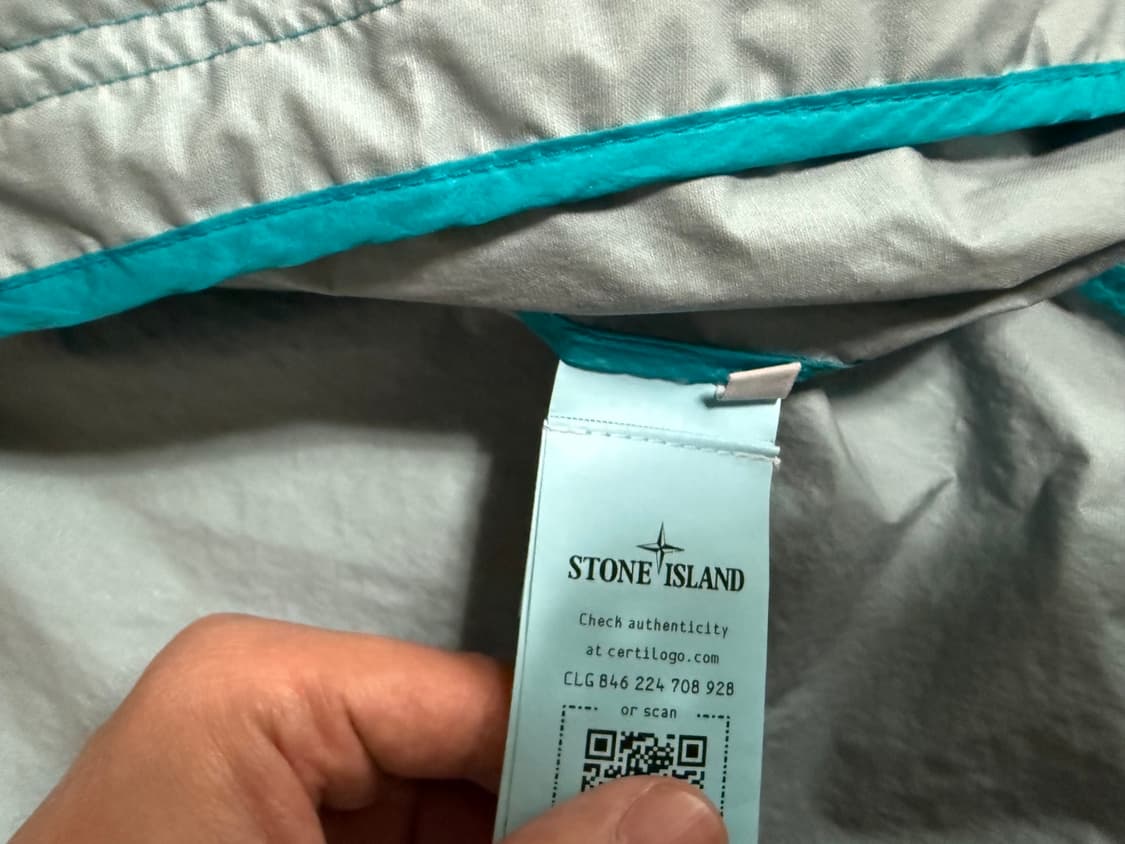 STONE ISLAND
Check authenticity
at certilogo.com
CLG 846 224 708 928
or scan